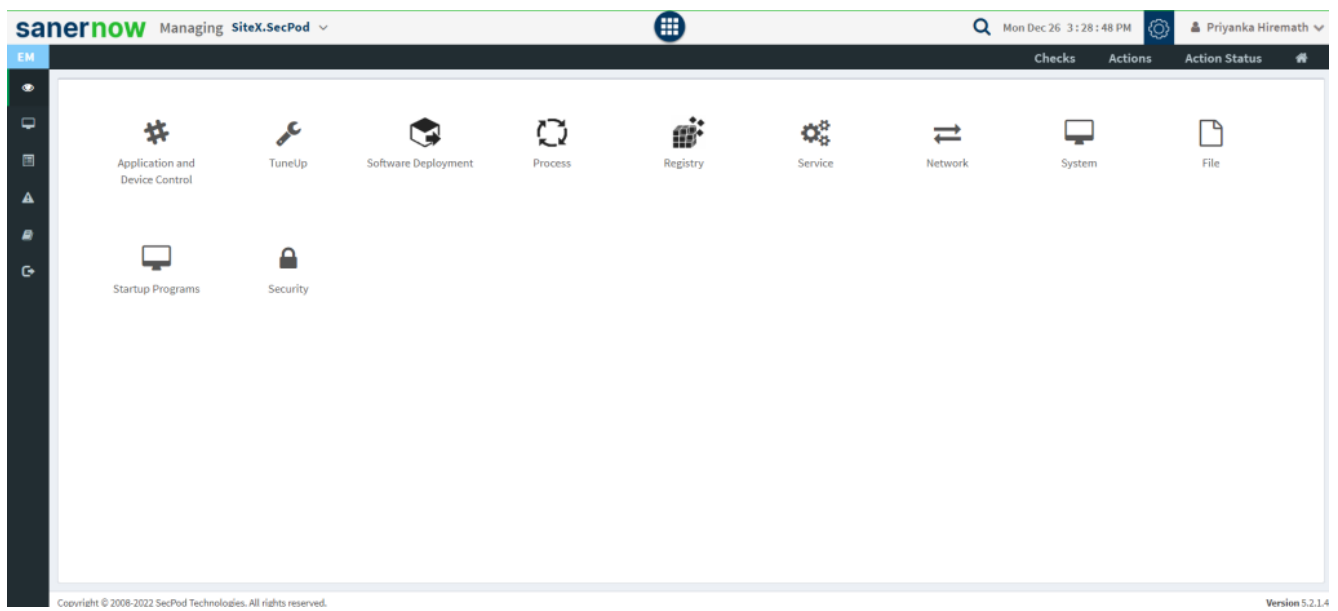 sanernow Managing SiteX.SecPod Mon Dec 26 3 : 28 : 48 PM Priyanka Hiremath
EM Checks Actions Action Status
Application and
Device Control
TuneUp
Software Deployment
Process
Registry
Service
Network
System
File
Startup Programs
Security
Copyright © 2008-2022 SecPod Technologies. All rights reserved. Version 5.2.1.4